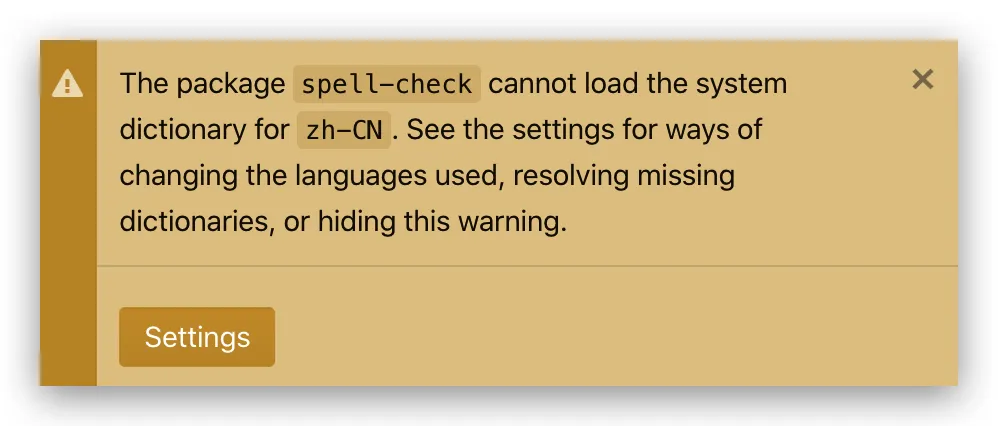 The package spell-check cannot load the system
dictionary for zh-CN. See the settings for ways of
changing the languages used, resolving missing
dictionaries, or hiding this warning.
Settings